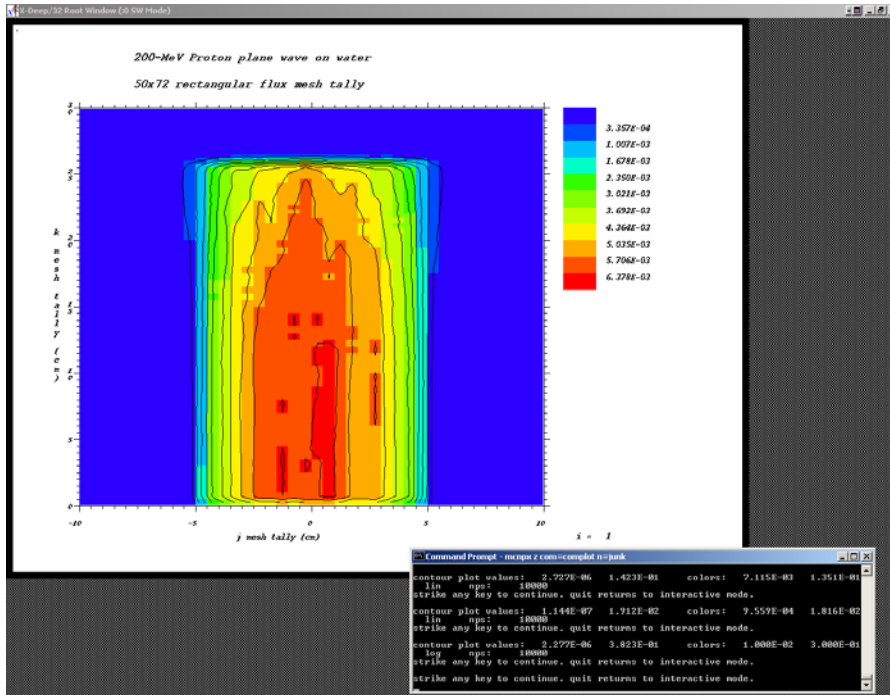 X-Deep/32 Root Window (:0 SW Mode)
200-MeV Proton plane wave on water
50x72 rectangular flux mesh tally
3.357E-04
1.007E-03
1.678E-03
2.350E-03
3.021E-03
3.692E-03
4.364E-03
5.035E-03
5.706E-03
6.378E-03
k mesh tally (cm)
30
25
20
15
10
5
0
-10 -5 0 5 10
j mesh tally (cm)
i = 1
Command Prompt - mcnpx z com=complot n=junk
contour plot values: 2.727E-06 1.423E-01 colors: 7.115E-03 1.351E-01
lin nps: 10000
strike any key to continue. quit returns to interactive mode.
contour plot values: 1.144E-07 1.912E-02 colors: 9.559E-04 1.816E-02
lin nps: 10000
strike any key to continue. quit returns to interactive mode.
contour plot values: 2.277E-06 3.823E-01 colors: 1.000E-02 3.000E-01
log nps: 10000
strike any key to continue. quit returns to interactive mode.
strike any key to continue. quit returns to interactive mode.